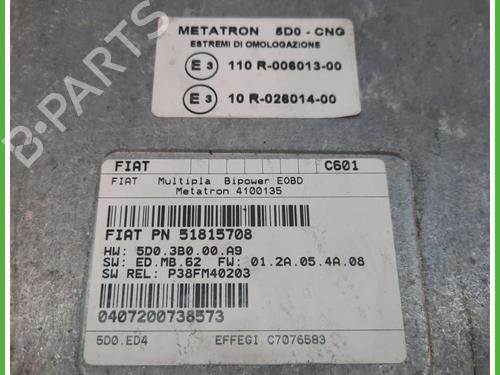 METATRON 5D0 - CNG
ESTREMI DI OMOLOGAZIONE
E 3 110 R-006013-00
E 3 10 R-026014-00
FIAT C601
FIAT Multipla Bipower EOBD
Metatron 4100135
FIAT PN 51815708
HW: 5D0.3B0.00.A9
SW: ED.MB.62 FW: 01.2A.05.4A.08
SW REL: P38FM40203
0407200738573
5D0.ED4 EFFEGI C7076583
B-PARTS